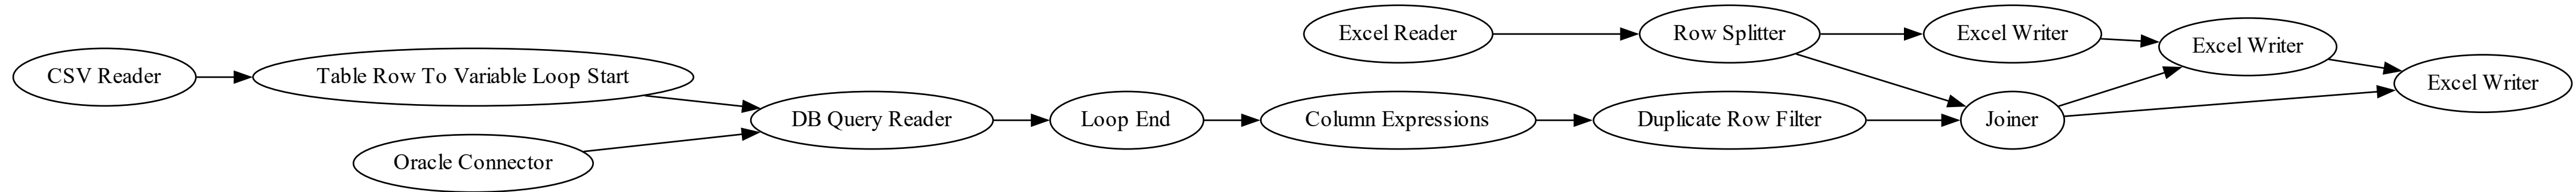 CSV Reader
Table Row To Variable Loop Start
Oracle Connector
DB Query Reader
Loop End
Column Expressions
Duplicate Row Filter
Excel Reader
Row Splitter
Joiner
Excel Writer
Excel Writer
Excel Writer